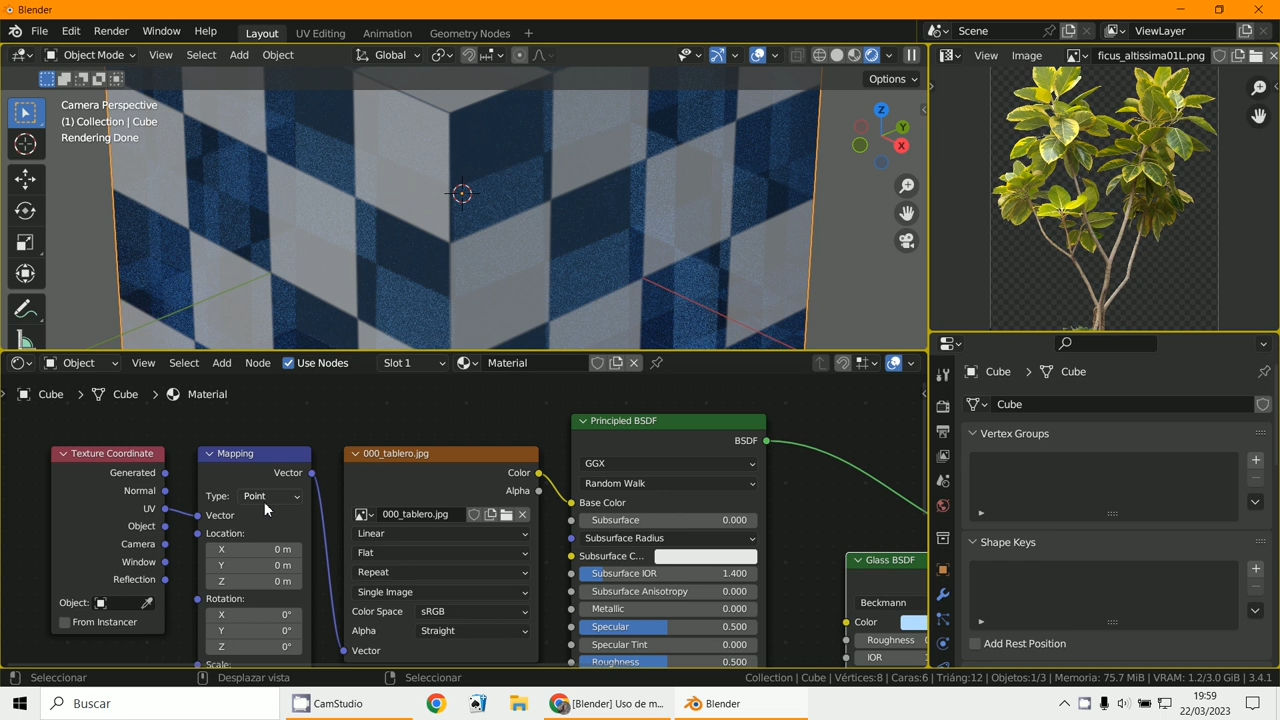 Blender
File Edit Render Window Help Layout UV Editing Animation Geometry Nodes + Scene ViewLayer
Object Mode View Select Add Object Global View Image ficus_altissima01L.png
Options
Camera Perspective
(1) Collection | Cube
Rendering Done
Z
Y
X
Object View Select Add Node Use Nodes Slot 1 Material
Cube > Cube > Material
Cube > Cube
Cube
Vertex Groups
Shape Keys
Add Rest Position
Texture Coordinate
Generated
Normal
UV
Object
Camera
Window
Reflection
Object:
From Instancer
Mapping
Vector
Type: Point
Vector
Location:
X 0 m
Y 0 m
Z 0 m
Rotation:
X 0°
Y 0°
Z 0°
Scale:
000_tablero.jpg
Color
Alpha
000_tablero.jpg
Linear
Flat
Repeat
Single Image
Color Space sRGB
Alpha Straight
Vector
Principled BSDF
BSDF
GGX
Random Walk
Base Color
Subsurface 0.000
Subsurface Radius
Subsurface C...
Subsurface IOR 1.400
Subsurface Anisotropy 0.000
Metallic 0.000
Specular 0.500
Specular Tint 0.000
Roughness 0.500
Glass BSDF
Beckmann
Color
Roughness
IOR
Seleccionar Desplazar vista Seleccionar Collection | Cube | Vértices:8 | Caras:6 | Triáng:12 | Objetos:1/3 | Memoria: 75.7 MiB | VRAM: 1.2/3.0 GiB | 3.4.1
Buscar CamStudio [Blender] Uso de m... Blender
19:59
22/03/2023